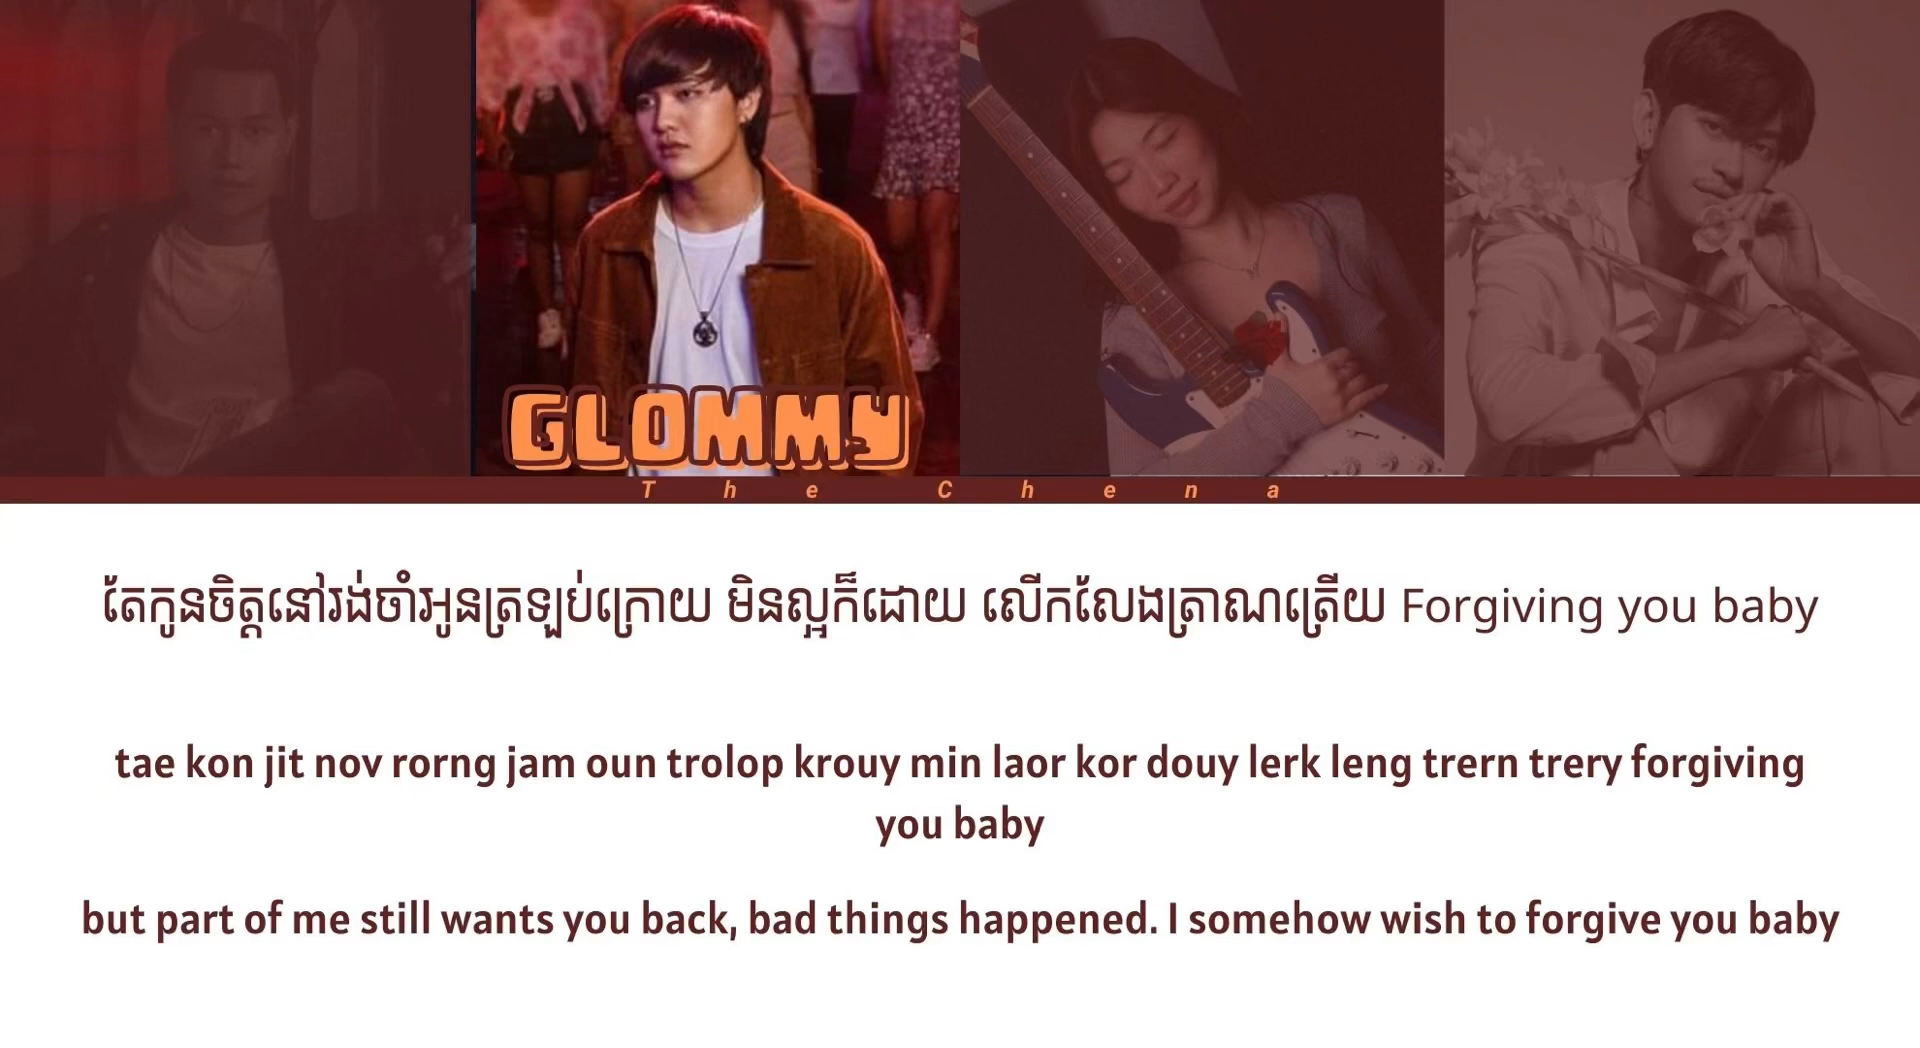 GLOMMY
The Chena
តែកូនចិត្តនៅរង់ចាំអូនត្រឡប់ក្រោយ មិនល្អក៏ដោយ លើកលែងត្រាណត្រើយ Forgiving you baby
tae kon jit nov rorng jam oun trolop krouy min laor kor douy lerk leng trern trery forgiving
you baby
but part of me still wants you back, bad things happened. I somehow wish to forgive you baby